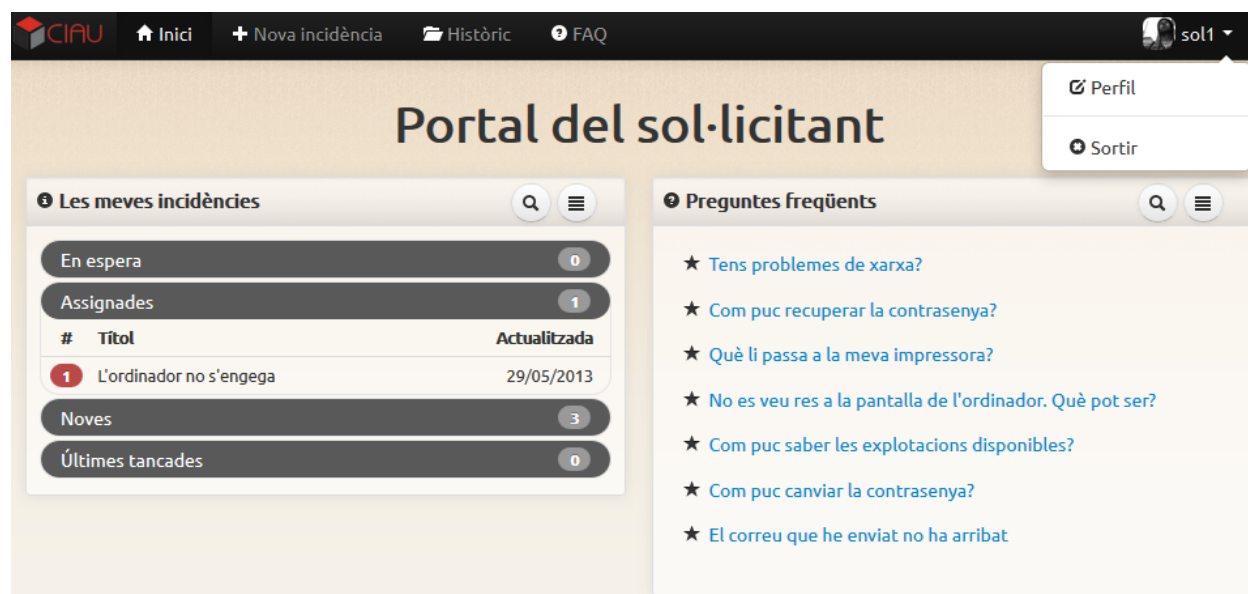 CIAU Inici Nova incidència Històric FAQ sol1
Perfil
Sortir
Portal del sol·licitant
Les meves incidències
En espera 0
Assignades 1
# Títol Actualitzada
1 L'ordinador no s'engega 29/05/2013
Noves 3
Últimes tancades 0
Preguntes freqüents
Tens problemes de xarxa?
Com puc recuperar la contrasenya?
Què li passa a la meva impressora?
No es veu res a la pantalla de l'ordinador. Què pot ser?
Com puc saber les explotacions disponibles?
Com puc canviar la contrasenya?
El correu que he enviat no ha arribat